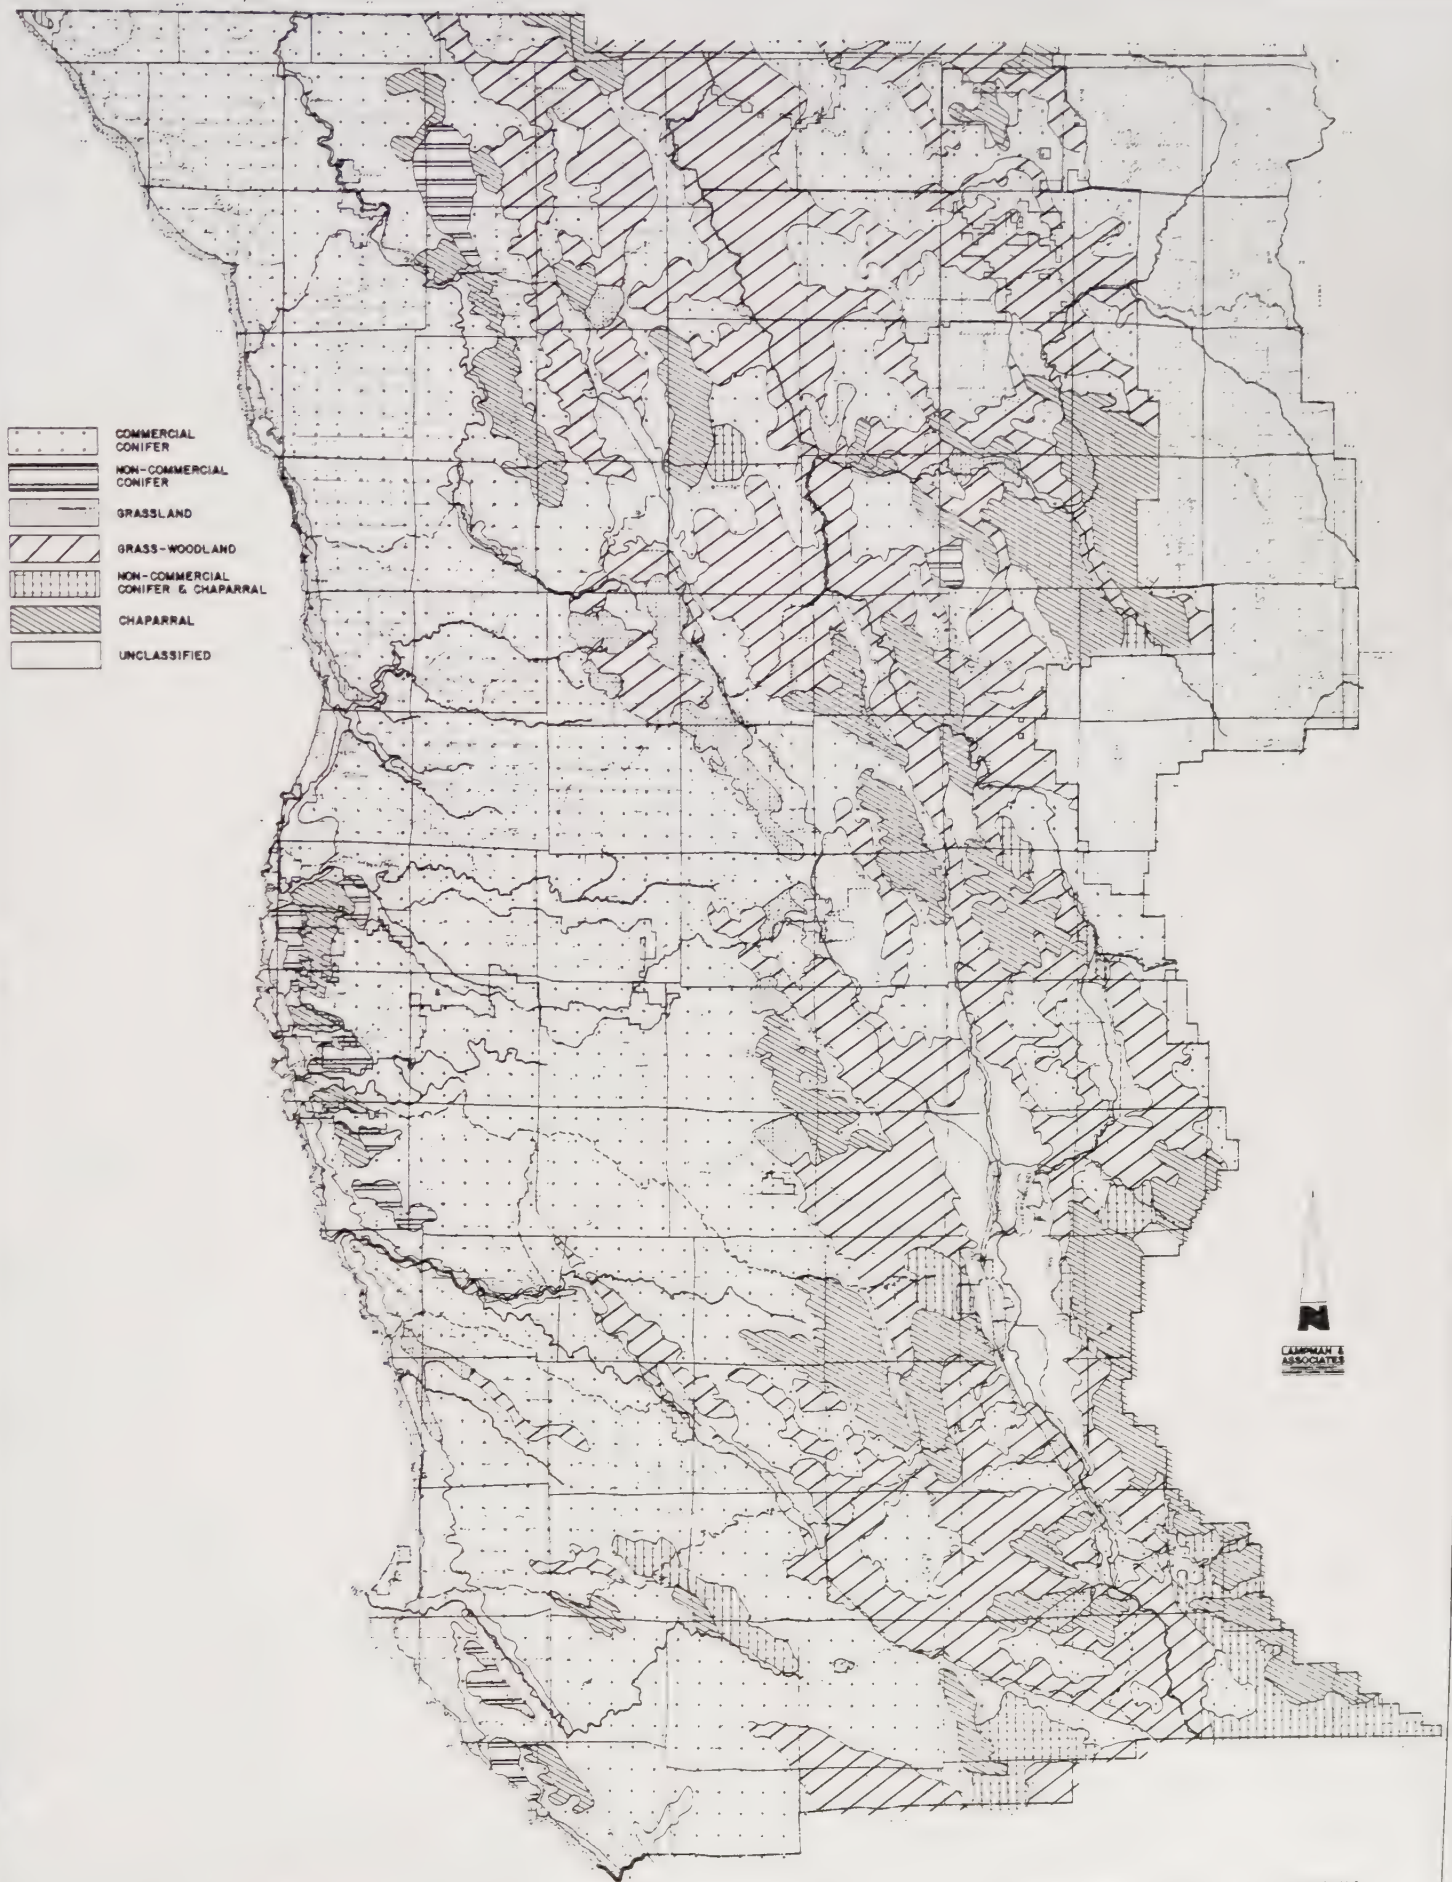 COMMERCIAL
CONIFER
NON-COMMERCIAL
CONIFER
GRASSLAND
GRASS-WOODLAND
NON-COMMERCIAL
CONIFER & CHAPARRAL
CHAPARRAL
UNCLASSIFIED
N
LAMPMAN &
ASSOCIATES